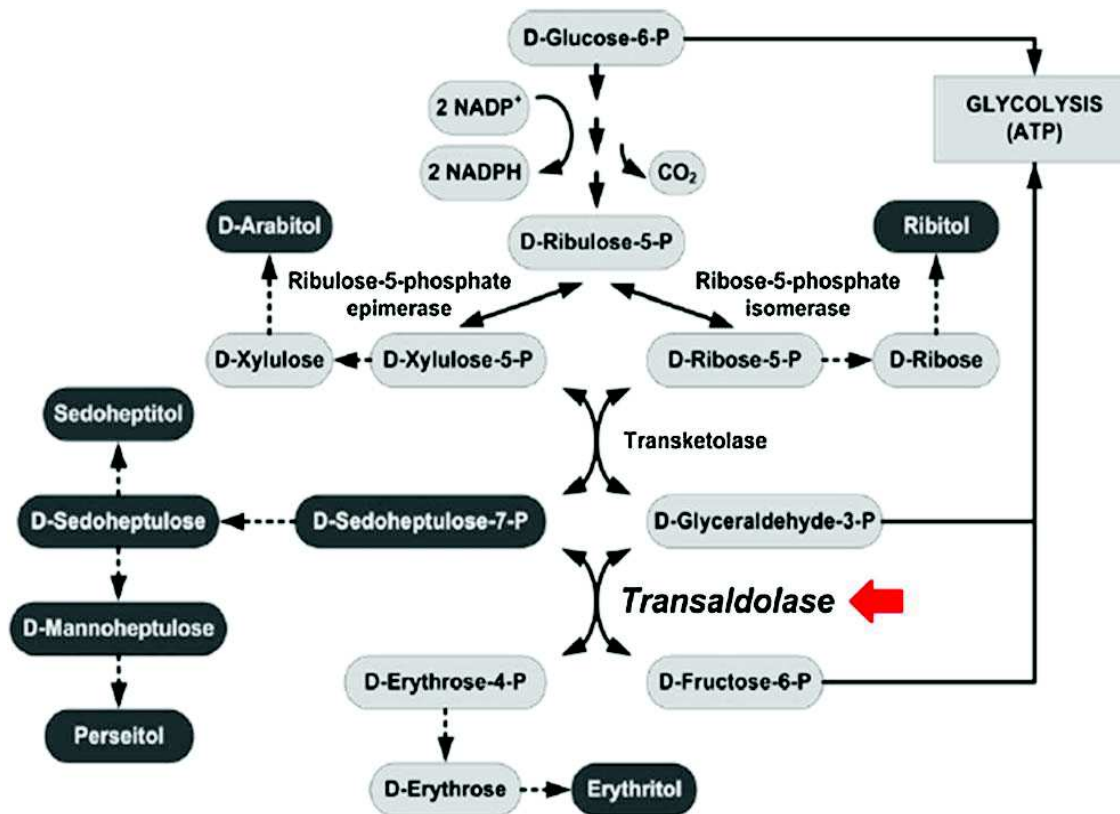 D-Glucose-6-P
2 NADP⁺
GLYCOLYSIS
(ATP)
2 NADPH
CO₂
D-Arabitol
D-Ribulose-5-P
Ribitol
Ribulose-5-phosphate
epimerase
Ribose-5-phosphate
isomerase
D-Xylulose
D-Xylulose-5-P
D-Ribose-5-P
D-Ribose
Sedoheptitol
Transketolase
D-Sedoheptulose
D-Sedoheptulose-7-P
D-Glyceraldehyde-3-P
Transaldolase
D-Mannoheptulose
D-Erythrose-4-P
D-Fructose-6-P
Perseitol
D-Erythrose
Erythritol